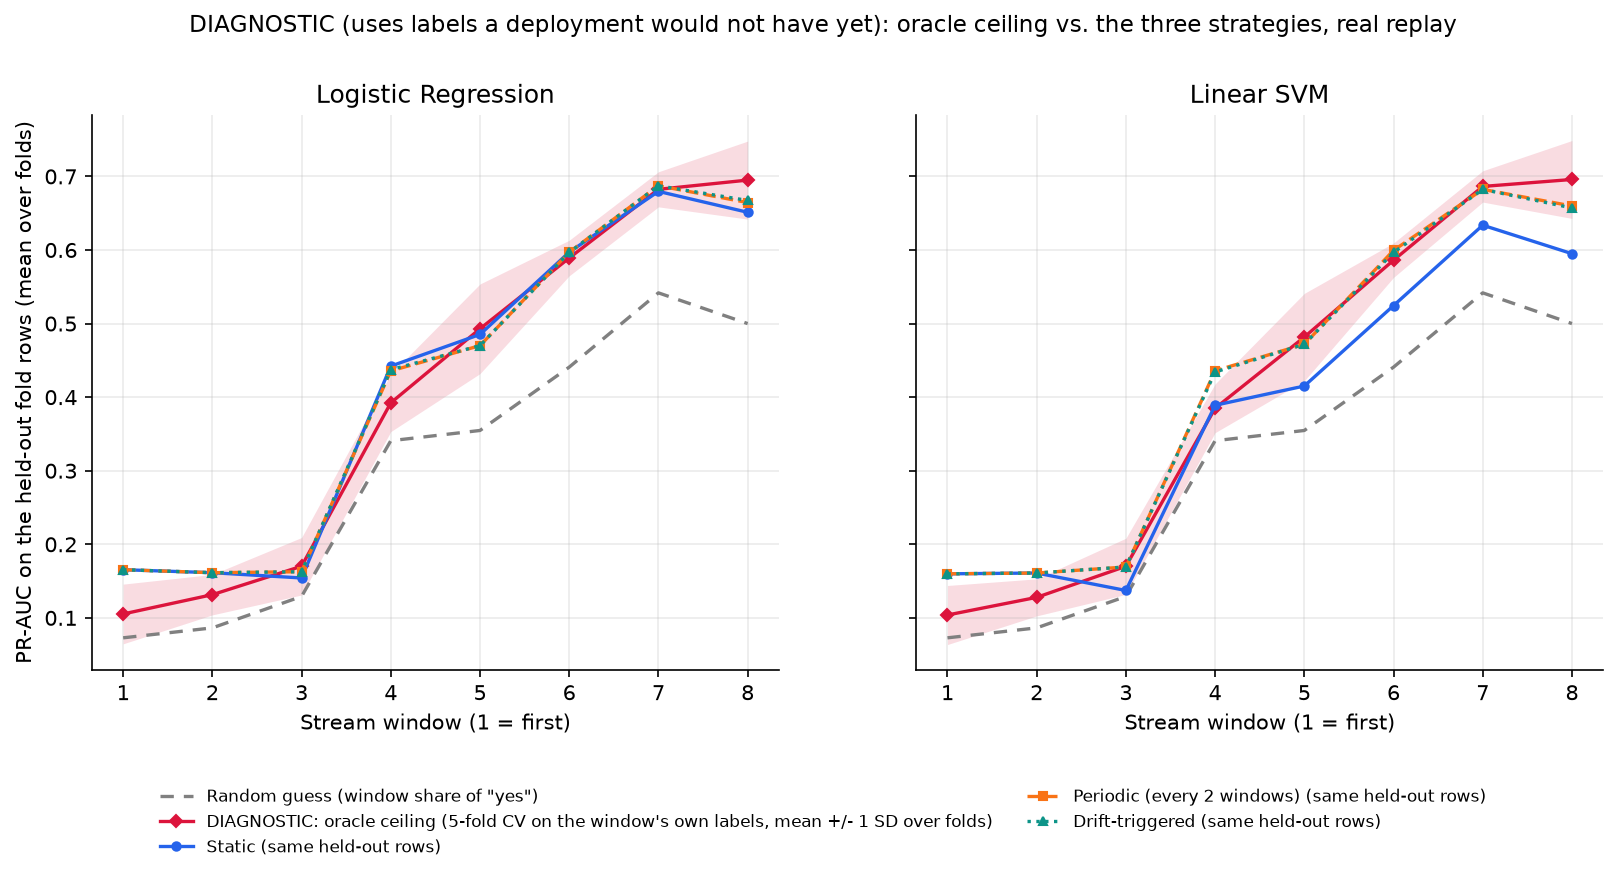 DIAGNOSTIC (uses labels a deployment would not have yet): oracle ceiling vs. the three strategies, real replay
Logistic Regression
Linear SVM
PR-AUC on the held-out fold rows (mean over folds)
0.7
0.6
0.5
0.4
0.3
0.2
0.1
1 2 3 4 5 6 7 8
1 2 3 4 5 6 7 8
Stream window (1 = first)
Stream window (1 = first)
Random guess (window share of "yes")
DIAGNOSTIC: oracle ceiling (5-fold CV on the window's own labels, mean +/- 1 SD over folds)
Static (same held-out rows)
Periodic (every 2 windows) (same held-out rows)
Drift-triggered (same held-out rows)